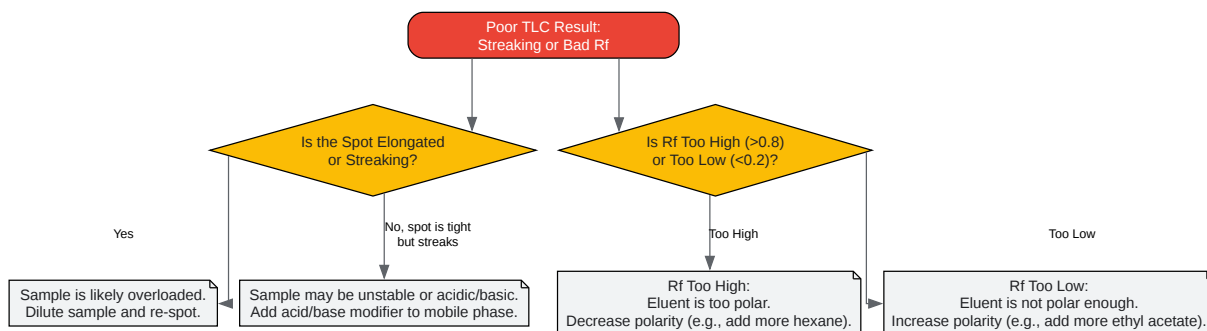 Poor TLC Result:
Streaking or Bad Rf
Is the Spot Elongated
or Streaking?
Is Rf Too High (>0.8)
or Too Low (<0.2)?
Yes
No, spot is tight
but streaks
Too High
Too Low
Sample is likely overloaded.
Dilute sample and re-spot.
Sample may be unstable or acidic/basic.
Add acid/base modifier to mobile phase.
Rf Too High:
Eluent is too polar.
Decrease polarity (e.g., add more hexane).
Rf Too Low:
Eluent is not polar enough.
Increase polarity (e.g., add more ethyl acetate).